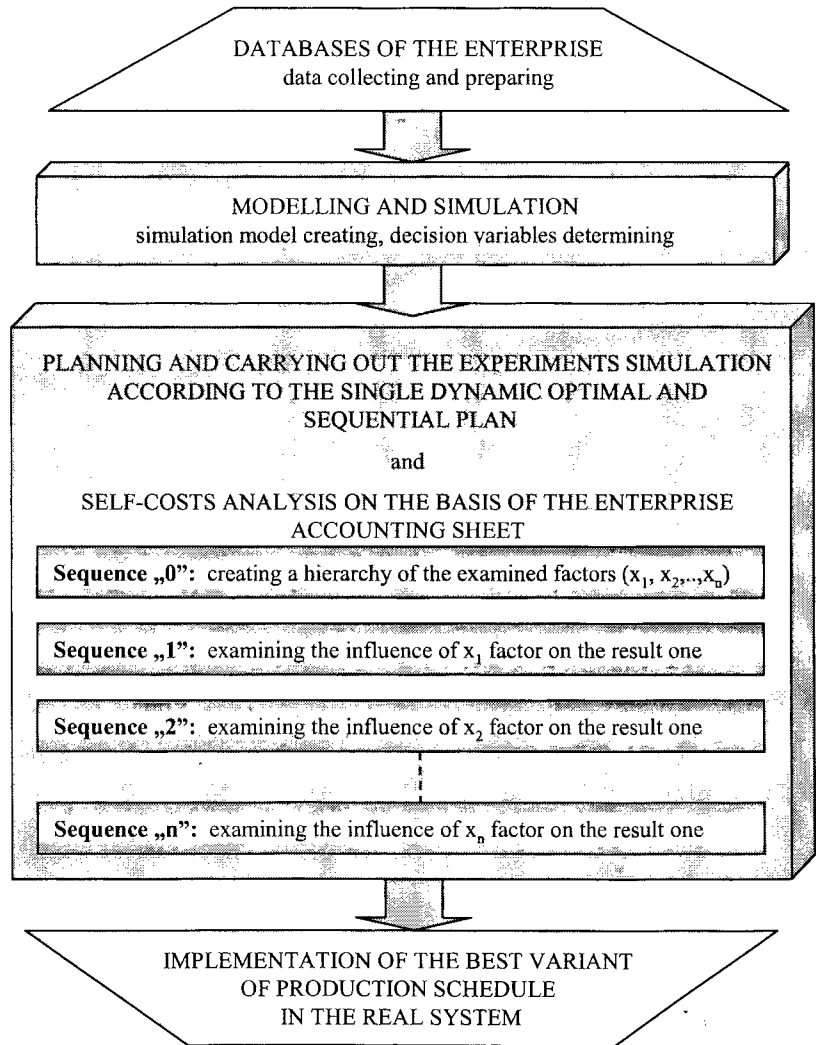 DATABASES OF THE ENTERPRISE
data collecting and preparing
MODELLING AND SIMULATION
simulation model creating, decision variables determining
PLANNING AND CARRYING OUT THE EXPERIMENTS SIMULATION
ACCORDING TO THE SINGLE DYNAMIC OPTIMAL AND
SEQUENTIAL PLAN
and
SELF-COSTS ANALYSIS ON THE BASIS OF THE ENTERPRISE
ACCOUNTING SHEET
Sequence „0”: creating a hierarchy of the examined factors (x₁, x₂,..,xₙ)
Sequence „1”: examining the influence of x₁ factor on the result one
Sequence „2”: examining the influence of x₂ factor on the result one
Sequence „n”: examining the influence of xₙ factor on the result one
IMPLEMENTATION OF THE BEST VARIANT
OF PRODUCTION SCHEDULE
IN THE REAL SYSTEM